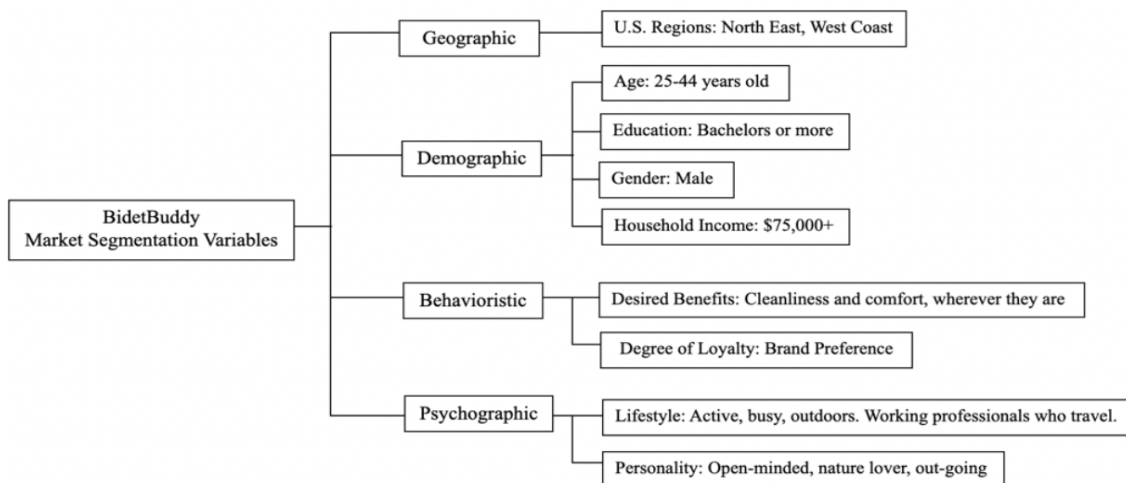 BidetBuddy
Market Segmentation Variables
Geographic
U.S. Regions: North East, West Coast
Demographic
Age: 25-44 years old
Education: Bachelors or more
Gender: Male
Household Income: $75,000+
Behavioristic
Desired Benefits: Cleanliness and comfort, wherever they are
Degree of Loyalty: Brand Preference
Psychographic
Lifestyle: Active, busy, outdoors. Working professionals who travel.
Personality: Open-minded, nature lover, out-going